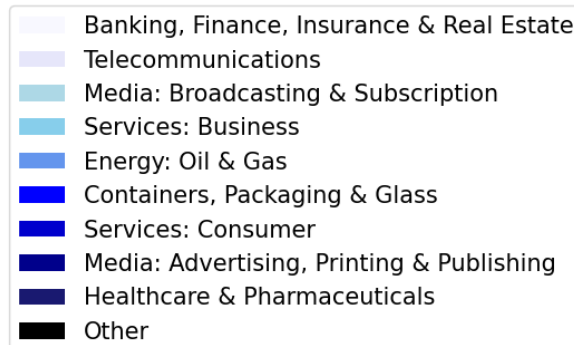 Banking, Finance, Insurance & Real Estate
Telecommunications
Media: Broadcasting & Subscription
Services: Business
Energy: Oil & Gas
Containers, Packaging & Glass
Services: Consumer
Media: Advertising, Printing & Publishing
Healthcare & Pharmaceuticals
Other